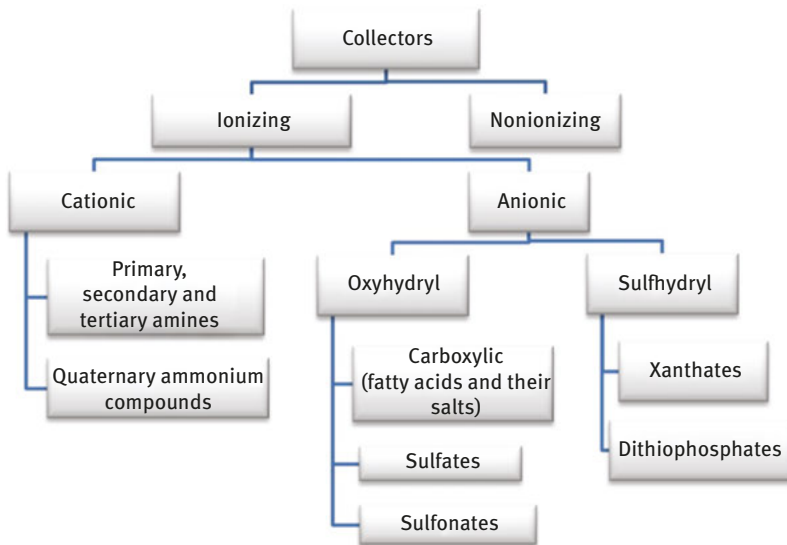 Collectors
Ionizing
Nonionizing
Cationic
Anionic
Primary,
secondary and
tertiary amines
Quaternary ammonium
compounds
Oxyhydryl
Carboxylic
(fatty acids and their
salts)
Sulfates
Sulfonates
Sulfhydryl
Xanthates
Dithiophosphates